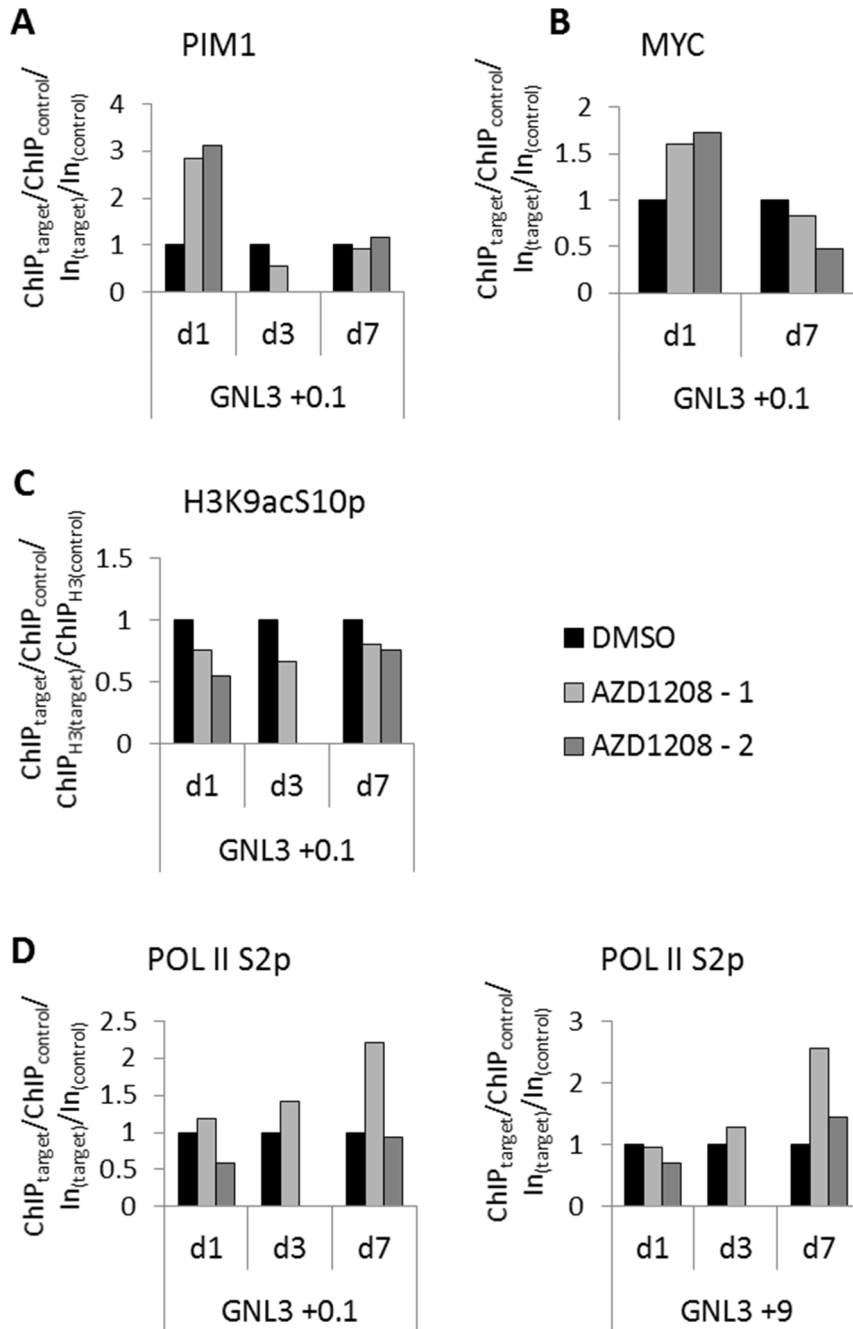 A
PIM1
ChIPtarget/ChIPcontrol/
In(target)/In(control)
4
3
2
1
0
d1 d3 d7
GNL3 +0.1
B
MYC
ChIPtarget/ChIPcontrol/
In(target)/In(control)
2
1.5
1
0.5
0
d1 d7
GNL3 +0.1
C
H3K9acS10p
ChIPtarget/ChIPcontrol/
ChIPH3(target)/ChIPH3(control)
1.5
1
0.5
0
d1 d3 d7
GNL3 +0.1
DMSO
AZD1208 - 1
AZD1208 - 2
D
POL II S2p
ChIPtarget/ChIPcontrol/
In(target)/In(control)
2.5
2
1.5
1
0.5
0
d1 d3 d7
GNL3 +0.1
POL II S2p
ChIPtarget/ChIPcontrol/
In(target)/In(control)
3
2
1
0
d1 d3 d7
GNL3 +9